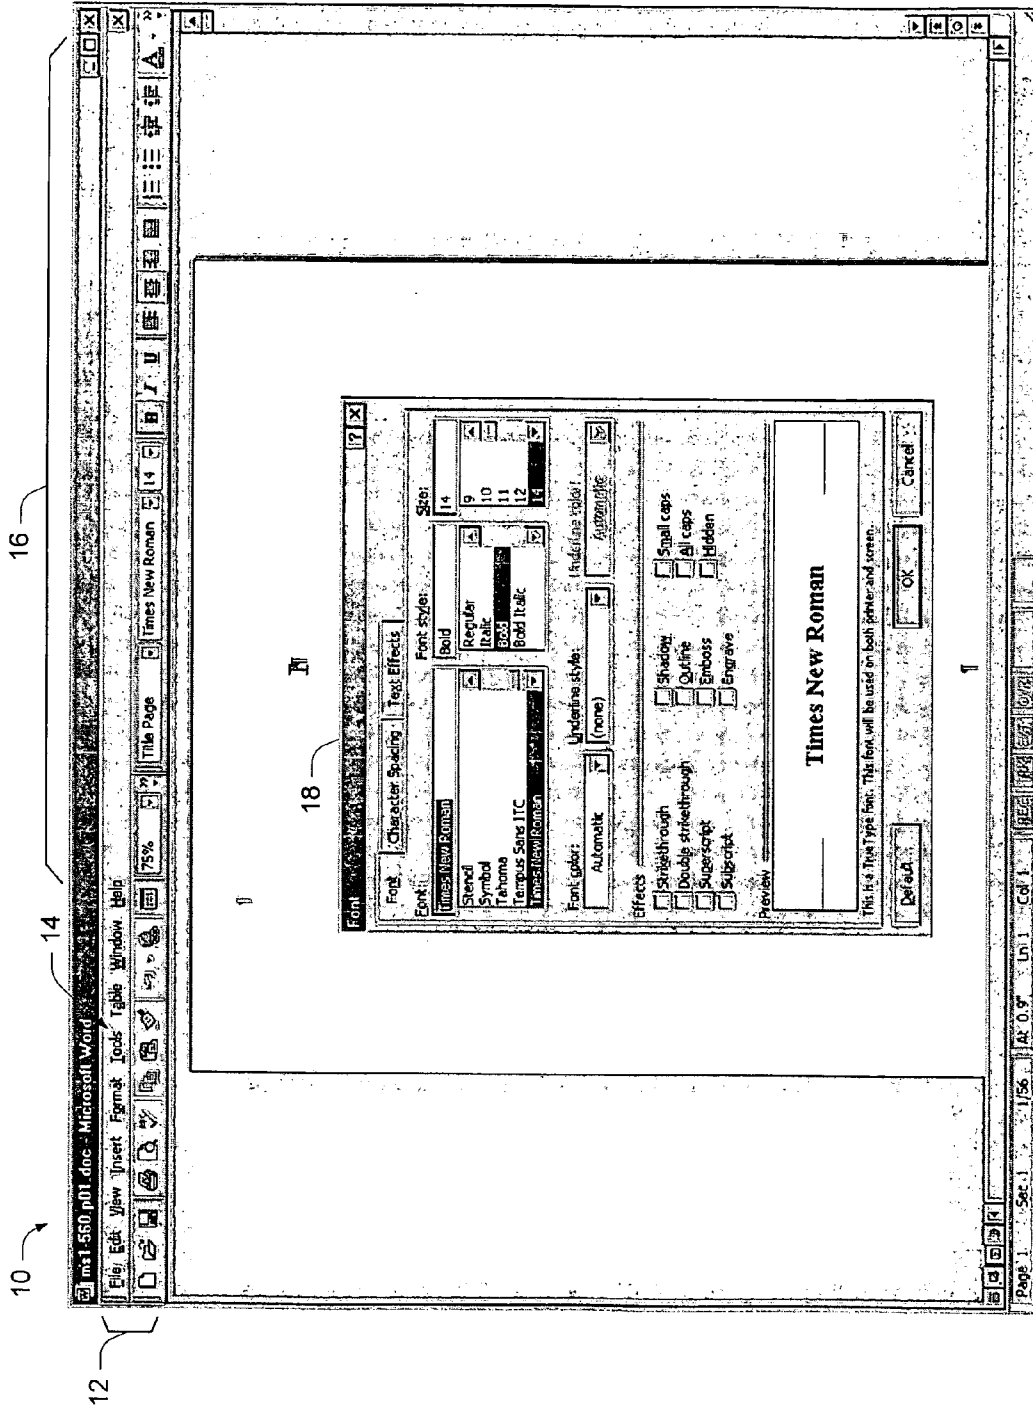 10
12
14
16
ms1-560 p01.doc - Microsoft Word
File Edit View Insert Format Tools Table Window Help
75% Title Page Times New Roman 14 B I U A
¶
¶
18
Font
Font Character Spacing Text Effects
Font: Font style: Size:
Times New Roman Bold 14
Stencil Regular 9
Symbol Italic 10
Tahoma Bold 11
Tempus Sans ITC Bold Italic 12
Times New Roman 14
Font color: Underline style: Underline color:
Automatic (none) Automatic
Effects
Strikethrough Shadow Small caps
Double strikethrough Outline All caps
Superscript Emboss Hidden
Subscript Engrave
Preview
Times New Roman
This is a TrueType font. This font will be used on both printer and screen.
Default... OK Cancel
¶
Page 1 Sec 1 1/56 At 0.9" Ln 1 Col 1 REC TRK EXT OVR